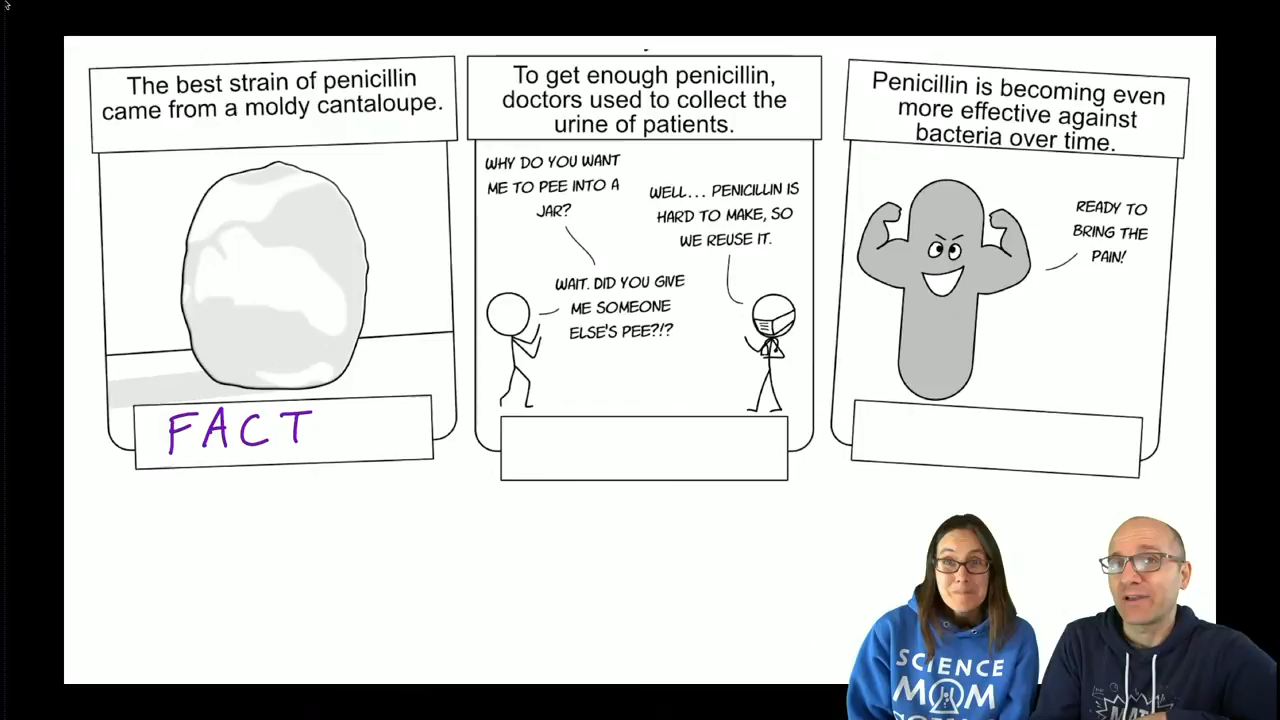 The best strain of penicillin
came from a moldy cantaloupe.
FACT
To get enough penicillin,
doctors used to collect the
urine of patients.
WHY DO YOU WANT
ME TO PEE INTO A
JAR?
WELL... PENICILLIN IS
HARD TO MAKE, SO
WE REUSE IT.
WAIT. DID YOU GIVE
ME SOMEONE
ELSE'S PEE?!?
Penicillin is becoming even
more effective against
bacteria over time.
READY TO
BRING THE
PAIN!
SCIENCE
MOM